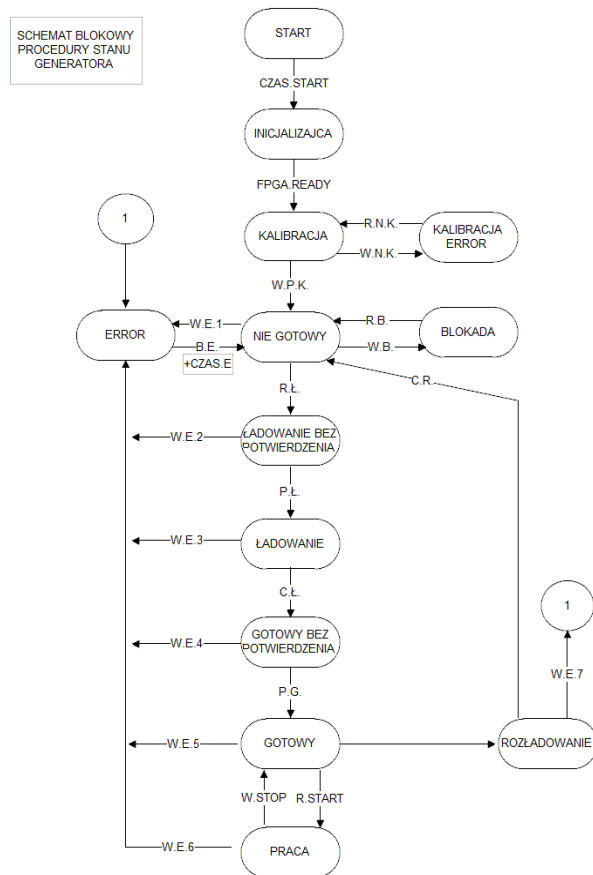 SCHEMAT BLOKOWY
PROCEDURY STANU
GENERATORA
START
CZAS.START
INICJALIZAJCA
FPGA.READY
1
KALIBRACJA
R.N.K.
W.N.K.
KALIBRACJA
ERROR
W.P.K.
ERROR
W.E.1
B.E.
+CZAS.E
NIE GOTOWY
R.B.
W.B.
BLOKADA
C.R.
R.Ł.
W.E.2
ŁADOWANIE BEZ
POTWIERDZENIA
P.Ł.
W.E.3
ŁADOWANIE
C.Ł.
W.E.4
GOTOWY BEZ
POTWIERDZENIA
1
P.G.
W.E.7
W.E.5
GOTOWY
ROZŁADOWANIE
W.STOP
R.START
W.E.6
PRACA